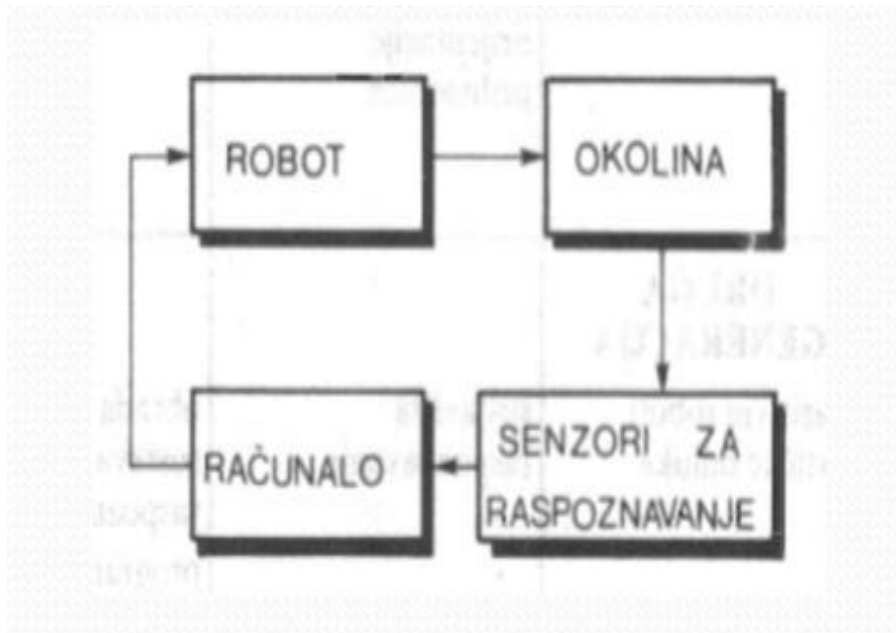 ROBOT
OKOLINA
SENZORI ZA
RASPOZNAVANJE
RAČUNALO